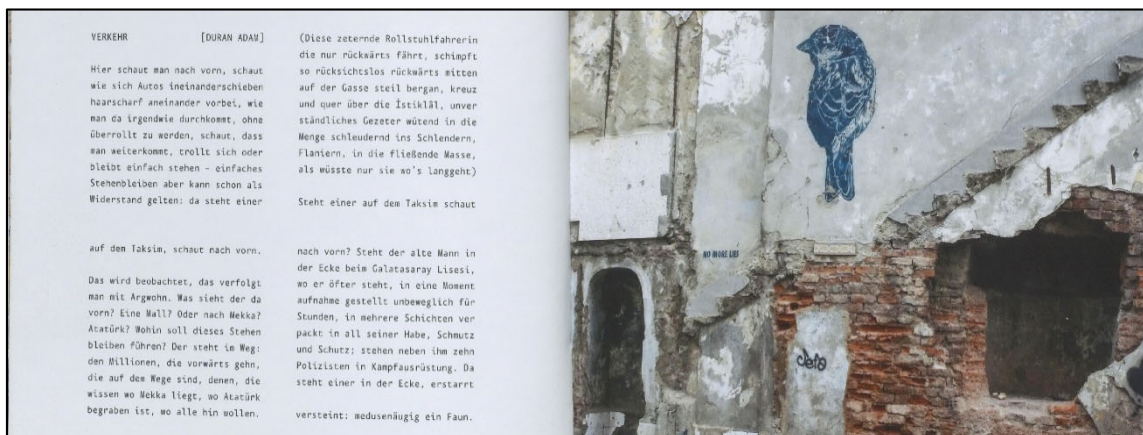 VERKEHR [DURAN ADAM]
Hier schaut man nach vorn, schaut
wie sich Autos ineinanderschieben
haarscharf aneinander vorbei, wie
man da irgendwie durchkommt, ohne
überrollt zu werden, schaut, dass
man weiterkommt, trollt sich oder
bleibt einfach stehen – einfaches
Stehenbleiben aber kann schon als
Widerstand gelten: da steht einer
auf dem Taksim, schaut nach vorn.
Das wird beobachtet, das verfolgt
man mit Argwohn. Was sieht der da
vorn? Eine Mall? Oder nach Mekka?
Atatürk? Wohin soll dieses Stehen
bleiben führen? Der steht im Weg:
den Millionen, die vorwärts gehn,
die auf dem Wege sind, denen, die
wissen wo Mekka liegt, wo Atatürk
begraben ist, wo alle hin wollen.
(Diese zeternde Rollstuhlfahrerin
die nur rückwärts fährt, schimpft
so rücksichtslos rückwärts mitten
auf der Gasse steil bergan, kreuz
und quer über die İstiklâl, unver
ständliches Gezeter wütend in die
Menge schleudernd ins Schlendern,
Flanieren, in die fließende Masse,
als wüsste nur sie wo's langgeht)
Steht einer auf dem Taksim schaut
nach vorn? Steht der alte Mann in
der Ecke beim Galatasaray Lisesi,
wo er öfter steht, in eine Moment
aufnahme gestellt unbeweglich für
Stunden, in mehrere Schichten ver
packt in all seiner Habe, Schmutz
und Schutz; stehen neben ihm zehn
Polizisten in Kampfausrüstung. Da
steht einer in der Ecke, erstarrt
versteint: medusenäugig ein Faun.
NO MORE LIES